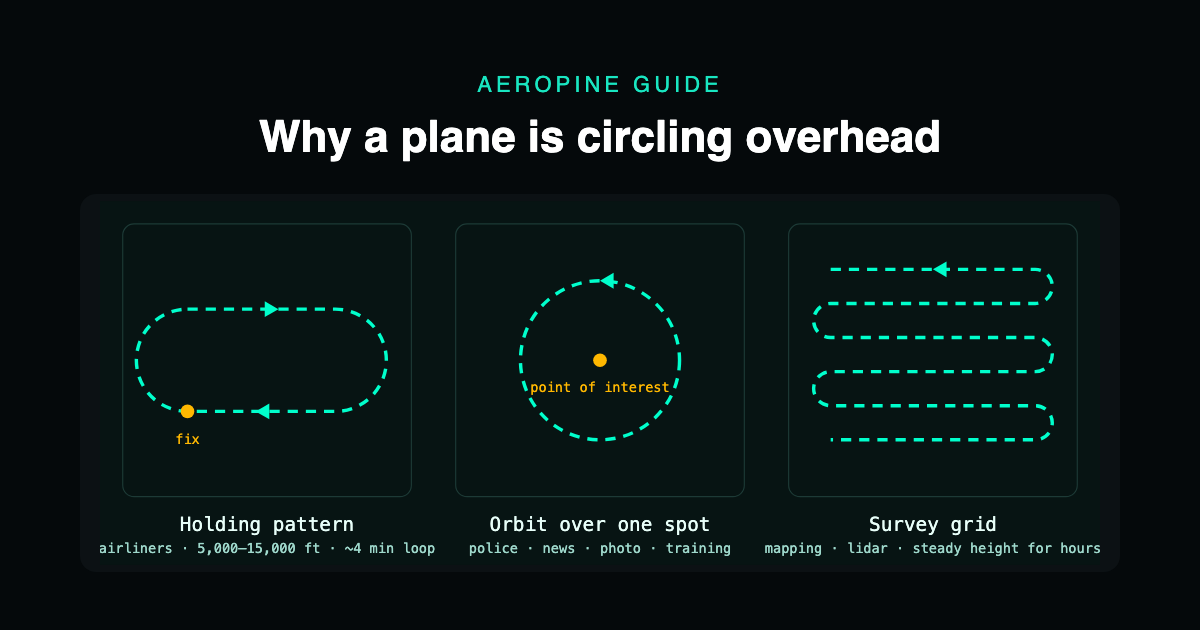 AEROPINE GUIDE
Why a plane is circling overhead
fix
point of interest
Holding pattern
airliners · 5,000–15,000 ft · ~4 min loop
Orbit over one spot
police · news · photo · training
Survey grid
mapping · lidar · steady height for hours